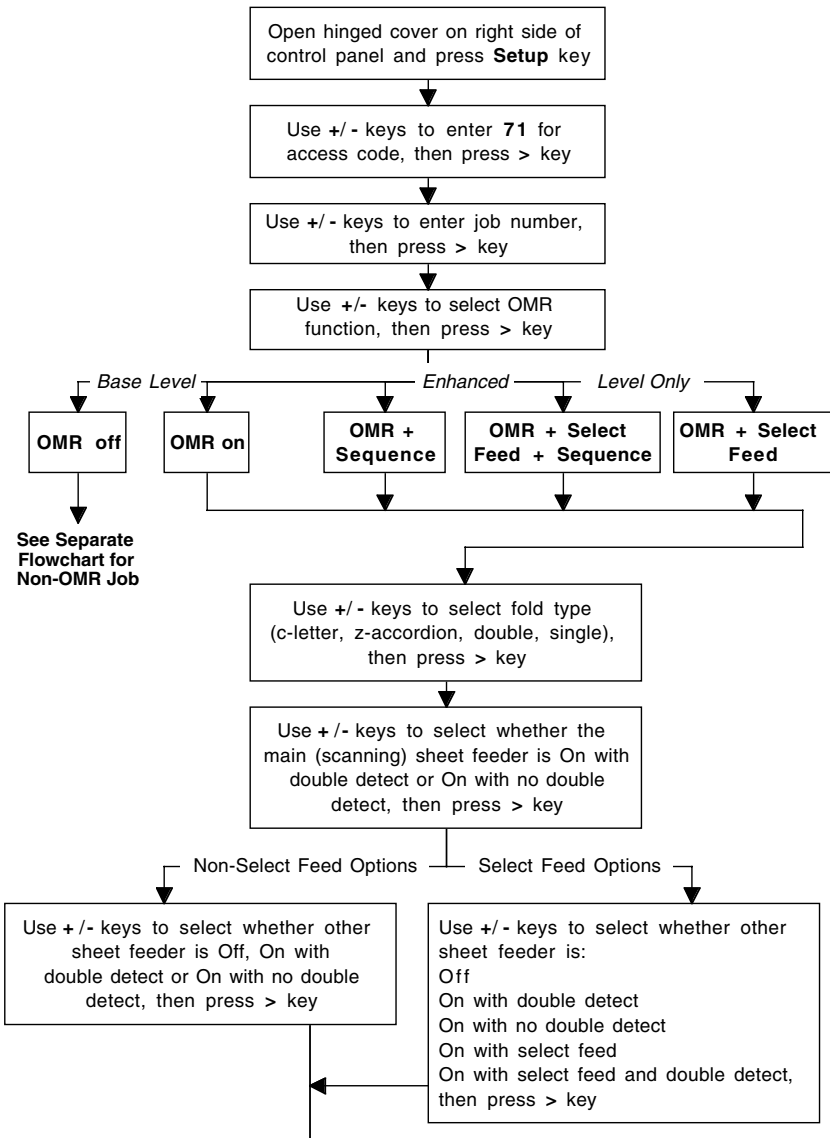 Open hinged cover on right side of
control panel and press Setup key
Use +/- keys to enter 71 for
access code, then press > key
Use +/- keys to enter job number,
then press > key
Use +/- keys to select OMR
function, then press > key
Base Level
Enhanced
Level Only
OMR off
OMR on
OMR +
Sequence
OMR + Select
Feed + Sequence
OMR + Select
Feed
See Separate
Flowchart for
Non-OMR Job
Use +/- keys to select fold type
(c-letter, z-accordion, double, single),
then press > key
Use +/- keys to select whether the
main (scanning) sheet feeder is On with
double detect or On with no double
detect, then press > key
Non-Select Feed Options
Select Feed Options
Use +/- keys to select whether other
sheet feeder is Off, On with
double detect or On with no double
detect, then press > key
Use +/- keys to select whether other
sheet feeder is:
Off
On with double detect
On with no double detect
On with select feed
On with select feed and double detect,
then press > key